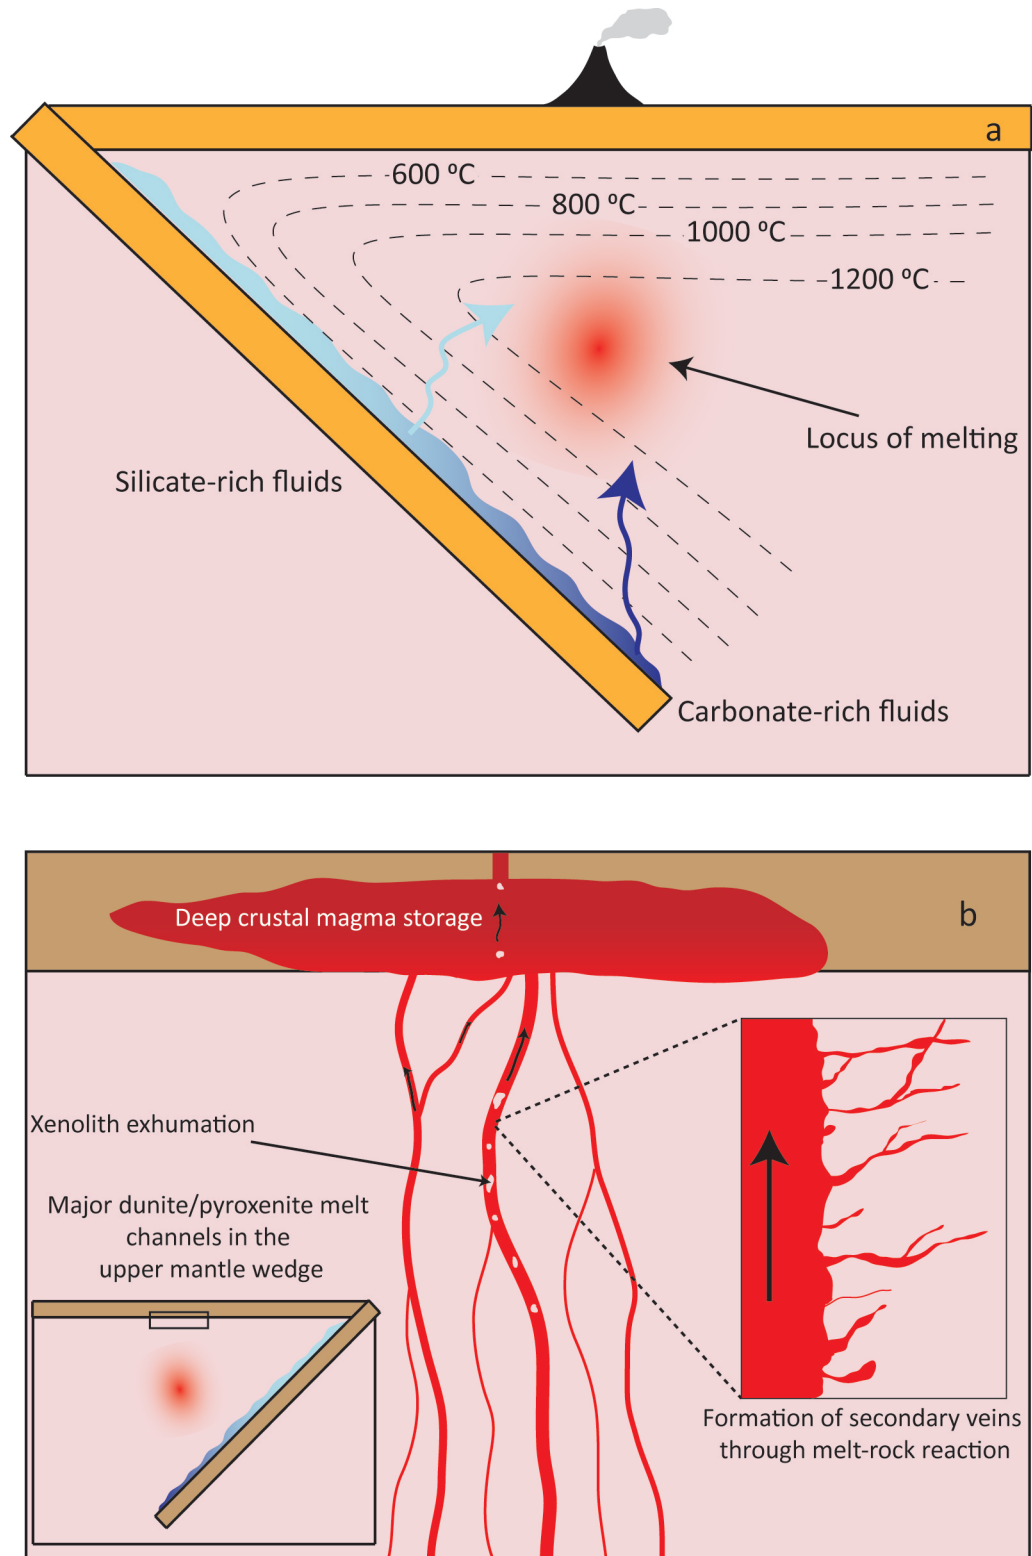 a
600 ºC
800 ºC
1000 ºC
1200 ºC
Locus of melting
Silicate-rich fluids
Carbonate-rich fluids
b
Deep crustal magma storage
Xenolith exhumation
Major dunite/pyroxenite melt
channels in the
upper mantle wedge
Formation of secondary veins
through melt-rock reaction